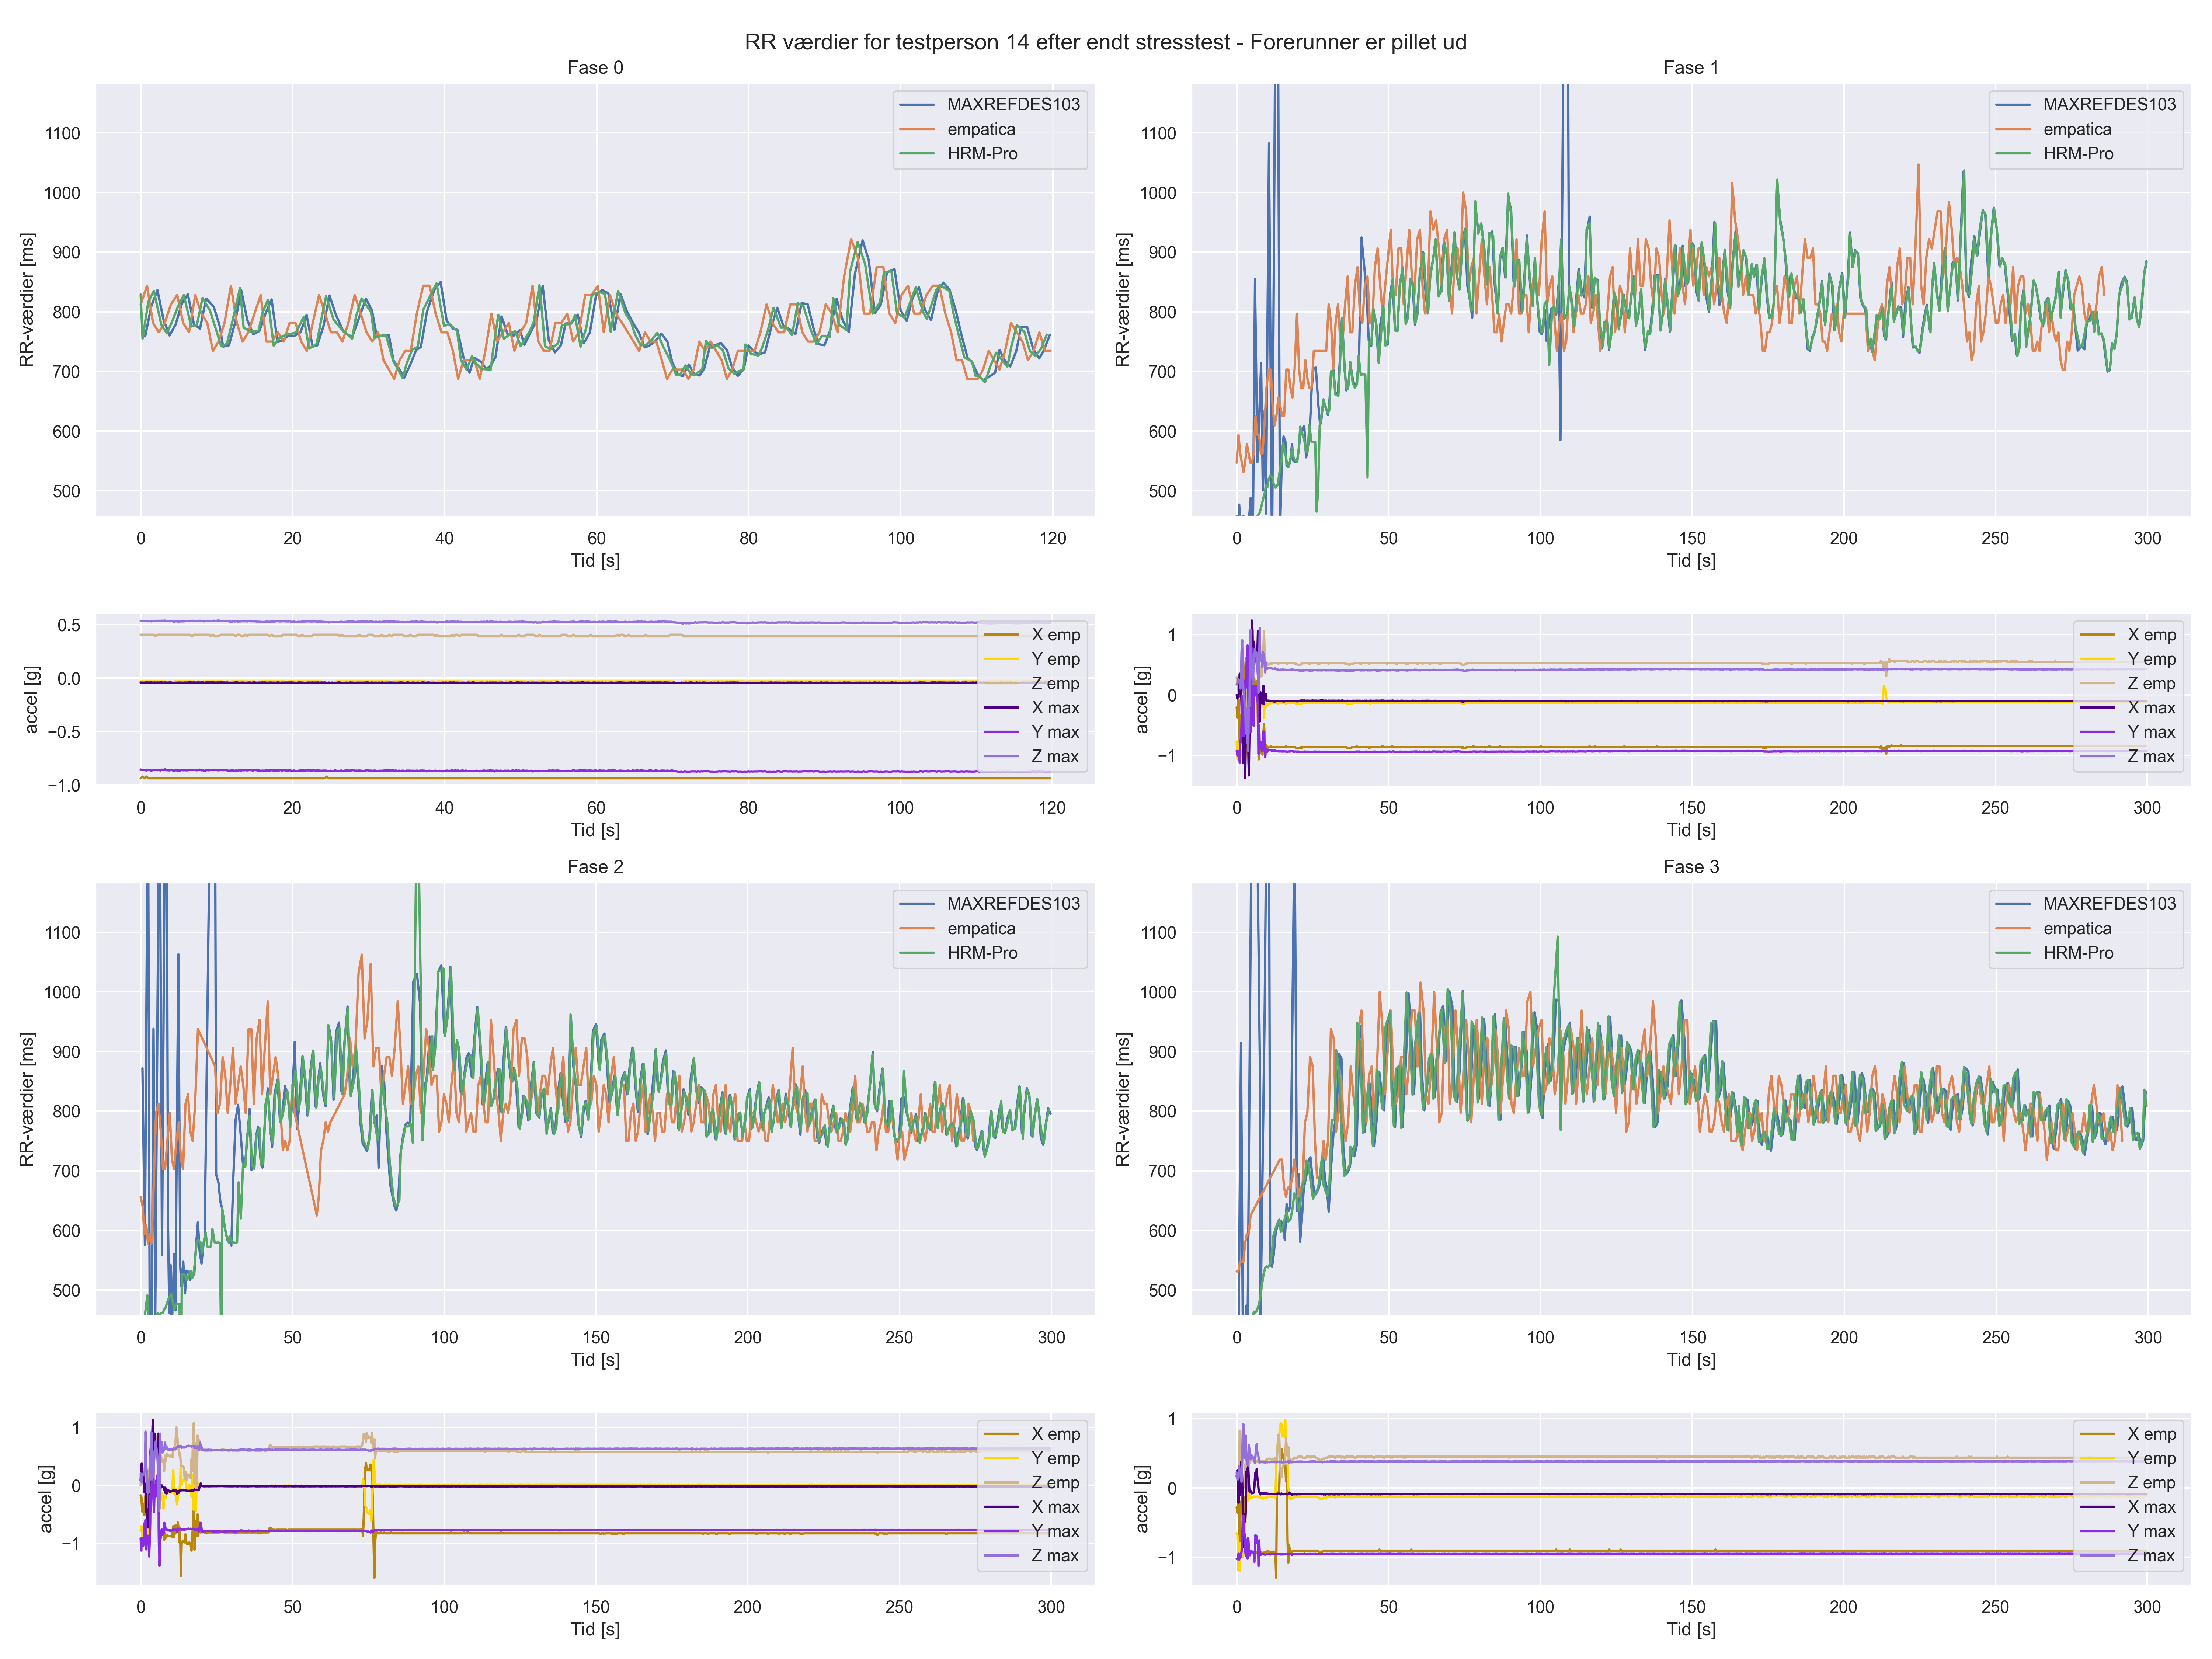 RR værdier for testperson 14 efter endt stresstest - Forerunner er pillet ud
Fase 0
RR-værdier [ms]
1100
1000
900
800
700
600
500
MAXREFDES103
empatica
HRM-Pro
0 20 40 60 80 100 120
Tid [s]
Fase 1
RR-værdier [ms]
1100
1000
900
800
700
600
500
MAXREFDES103
empatica
HRM-Pro
0 50 100 150 200 250 300
Tid [s]
accel [g]
0.5
0.0
−0.5
−1.0
X emp
Y emp
Z emp
X max
Y max
Z max
0 20 40 60 80 100 120
Tid [s]
accel [g]
1
0
−1
X emp
Y emp
Z emp
X max
Y max
Z max
0 50 100 150 200 250 300
Tid [s]
Fase 2
RR-værdier [ms]
1100
1000
900
800
700
600
500
MAXREFDES103
empatica
HRM-Pro
0 50 100 150 200 250 300
Tid [s]
Fase 3
RR-værdier [ms]
1100
1000
900
800
700
600
500
MAXREFDES103
empatica
HRM-Pro
0 50 100 150 200 250 300
Tid [s]
accel [g]
1
0
−1
X emp
Y emp
Z emp
X max
Y max
Z max
0 50 100 150 200 250 300
Tid [s]
accel [g]
1
0
−1
X emp
Y emp
Z emp
X max
Y max
Z max
0 50 100 150 200 250 300
Tid [s]